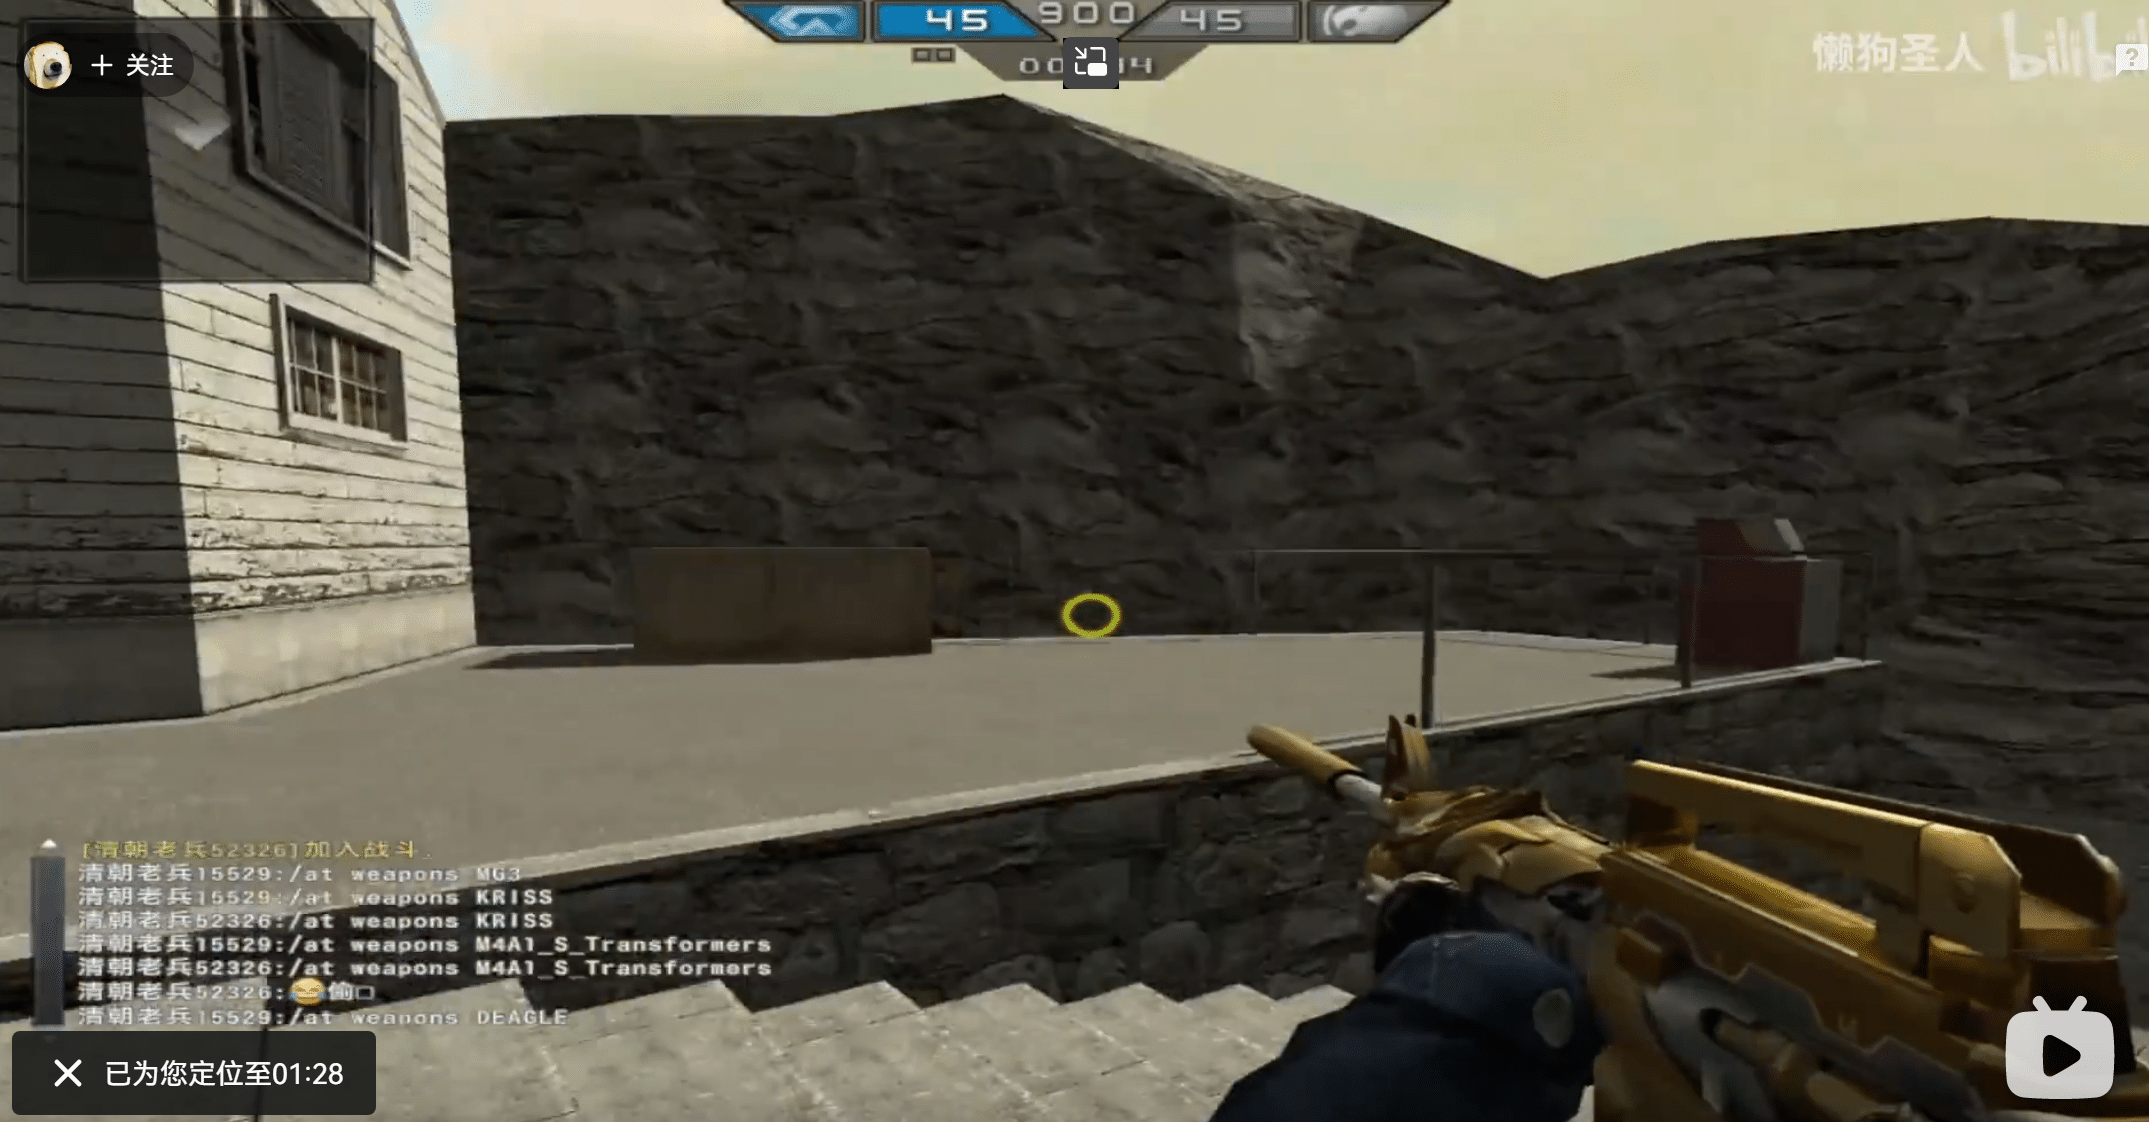 45 900 45
懒狗圣人 bilibili
+ 关注
[清朝老兵52326]加入战斗.
清朝老兵15529:/at weapons MG3
清朝老兵15529:/at weapons KRISS
清朝老兵52326:/at weapons KRISS
清朝老兵15529:/at weapons M4A1_S_Transformers
清朝老兵52326:/at weapons M4A1_S_Transformers
清朝老兵52326:😂
清朝老兵15529:/at weapons DEAGLE
已为您定位至01:28